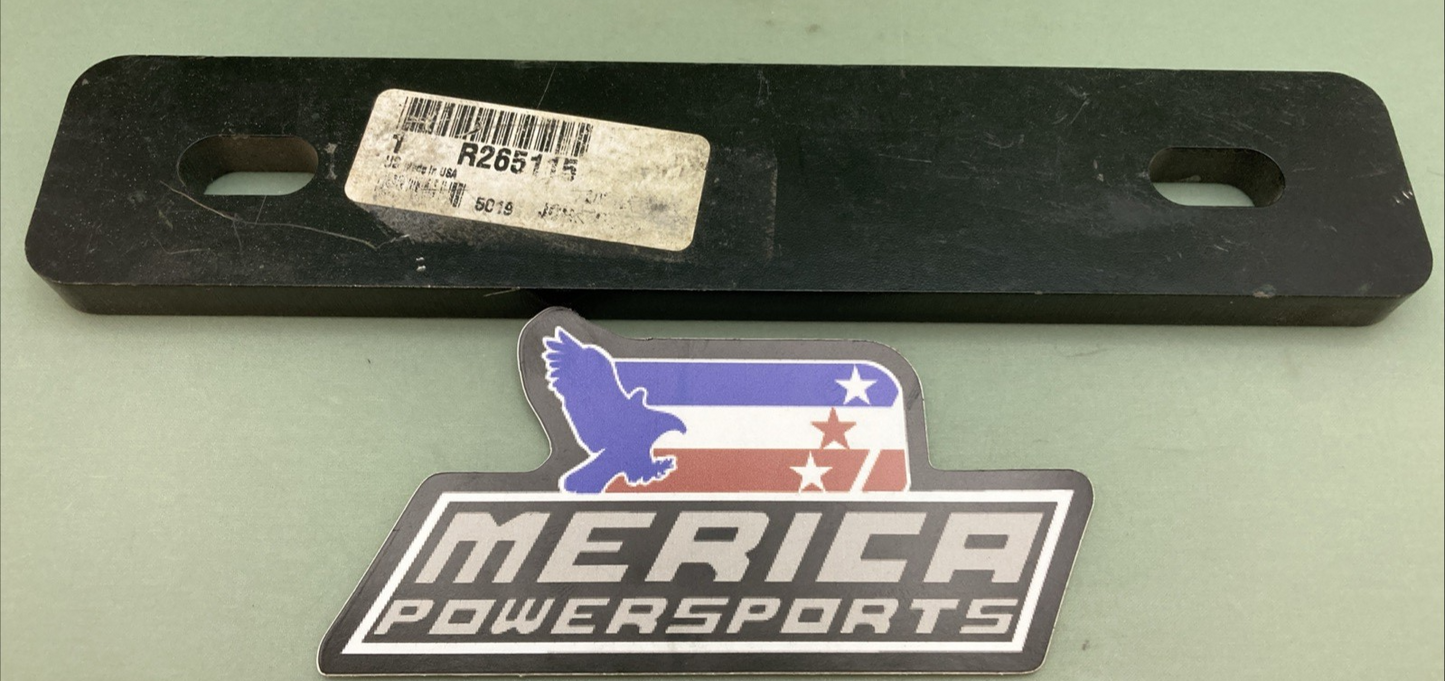 1 R265115
US Made in USA
5019
MERICA
POWERSPORTS